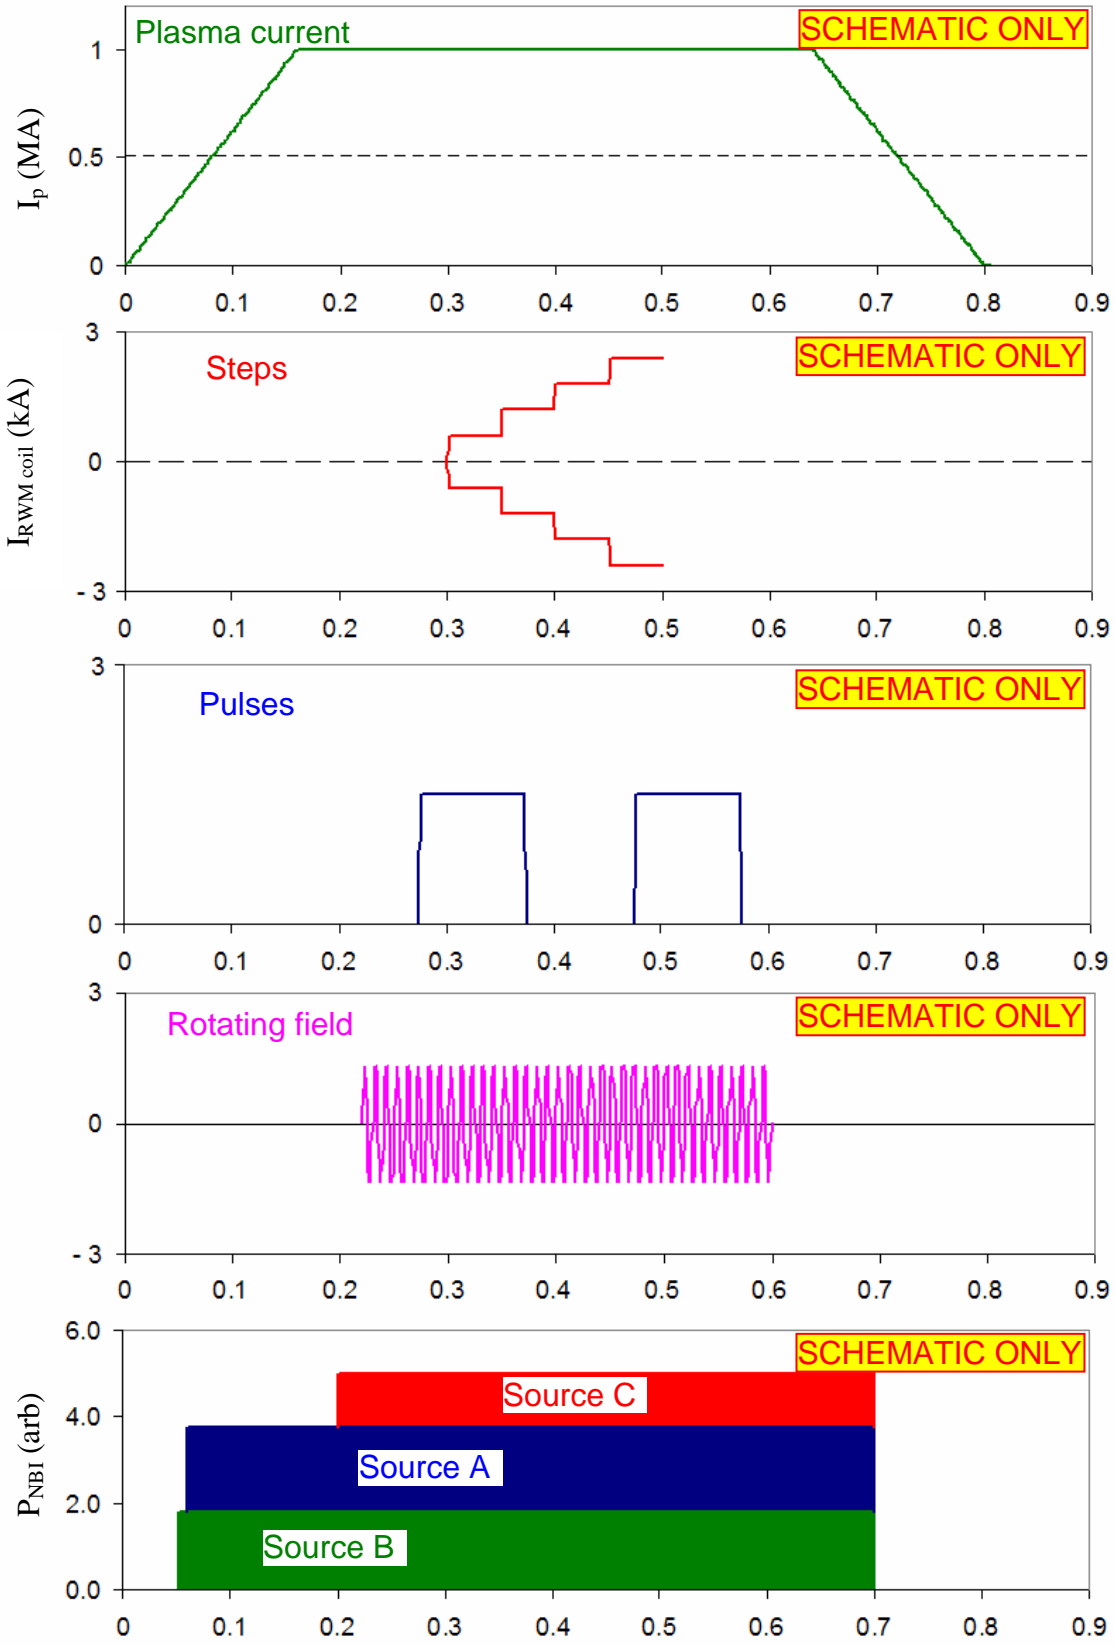 Plasma current
SCHEMATIC ONLY
I_p (MA)
1
0.5
0
0 0.1 0.2 0.3 0.4 0.5 0.6 0.7 0.8 0.9
Steps
SCHEMATIC ONLY
I_RWM coil (kA)
3
0
- 3
0 0.1 0.2 0.3 0.4 0.5 0.6 0.7 0.8 0.9
Pulses
SCHEMATIC ONLY
3
0
0 0.1 0.2 0.3 0.4 0.5 0.6 0.7 0.8 0.9
Rotating field
SCHEMATIC ONLY
3
0
- 3
0 0.1 0.2 0.3 0.4 0.5 0.6 0.7 0.8 0.9
SCHEMATIC ONLY
P_NBI (arb)
6.0
4.0
2.0
0.0
Source C
Source A
Source B
0 0.1 0.2 0.3 0.4 0.5 0.6 0.7 0.8 0.9